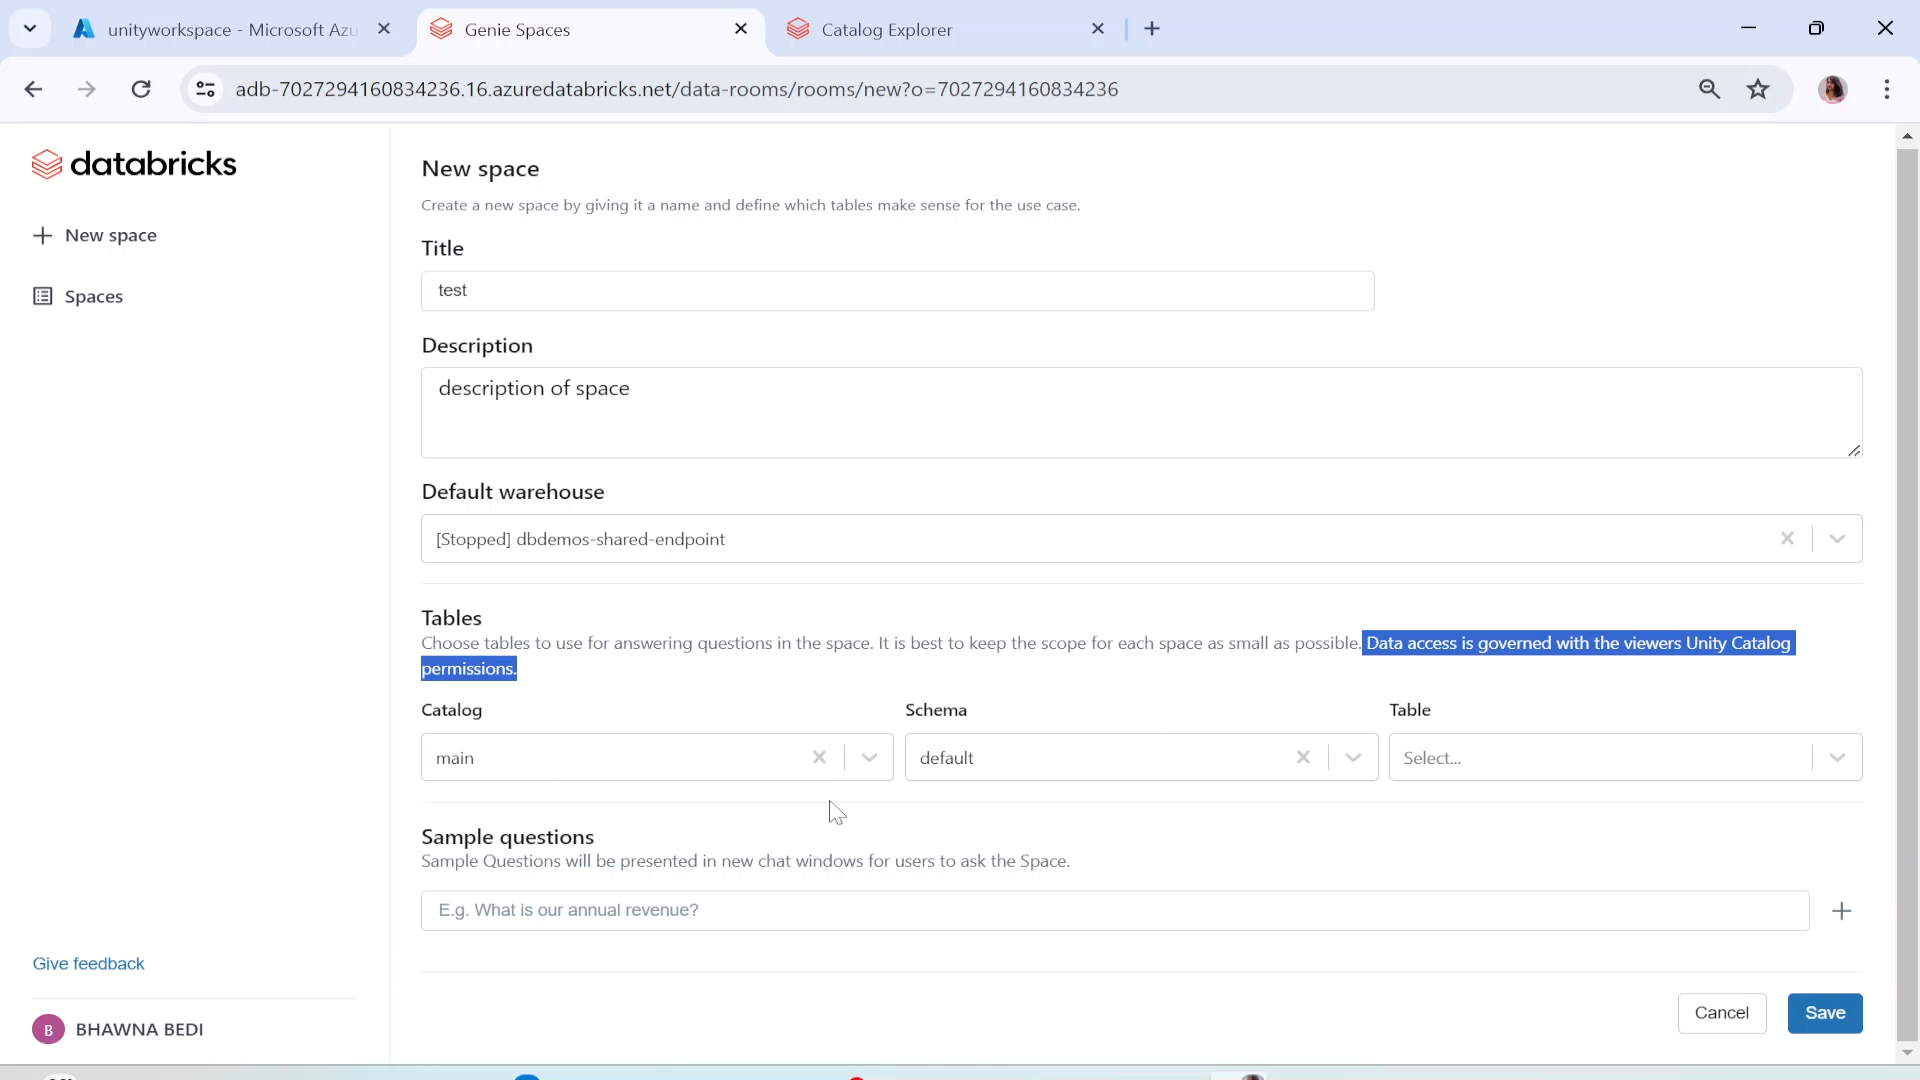 unityworkspace - Microsoft Azu
Genie Spaces
Catalog Explorer
adb-7027294160834236.16.azuredatabricks.net/data-rooms/rooms/new?o=7027294160834236
databricks
New space
Spaces
New space
Create a new space by giving it a name and define which tables make sense for the use case.
Title
test
Description
description of space
Default warehouse
[Stopped] dbdemos-shared-endpoint
Tables
Choose tables to use for answering questions in the space. It is best to keep the scope for each space as small as possible. Data access is governed with the viewers Unity Catalog
permissions.
Catalog
Schema
Table
main
default
Select...
Sample questions
Sample Questions will be presented in new chat windows for users to ask the Space.
E.g. What is our annual revenue?
Give feedback
B BHAWNA BEDI
Cancel
Save